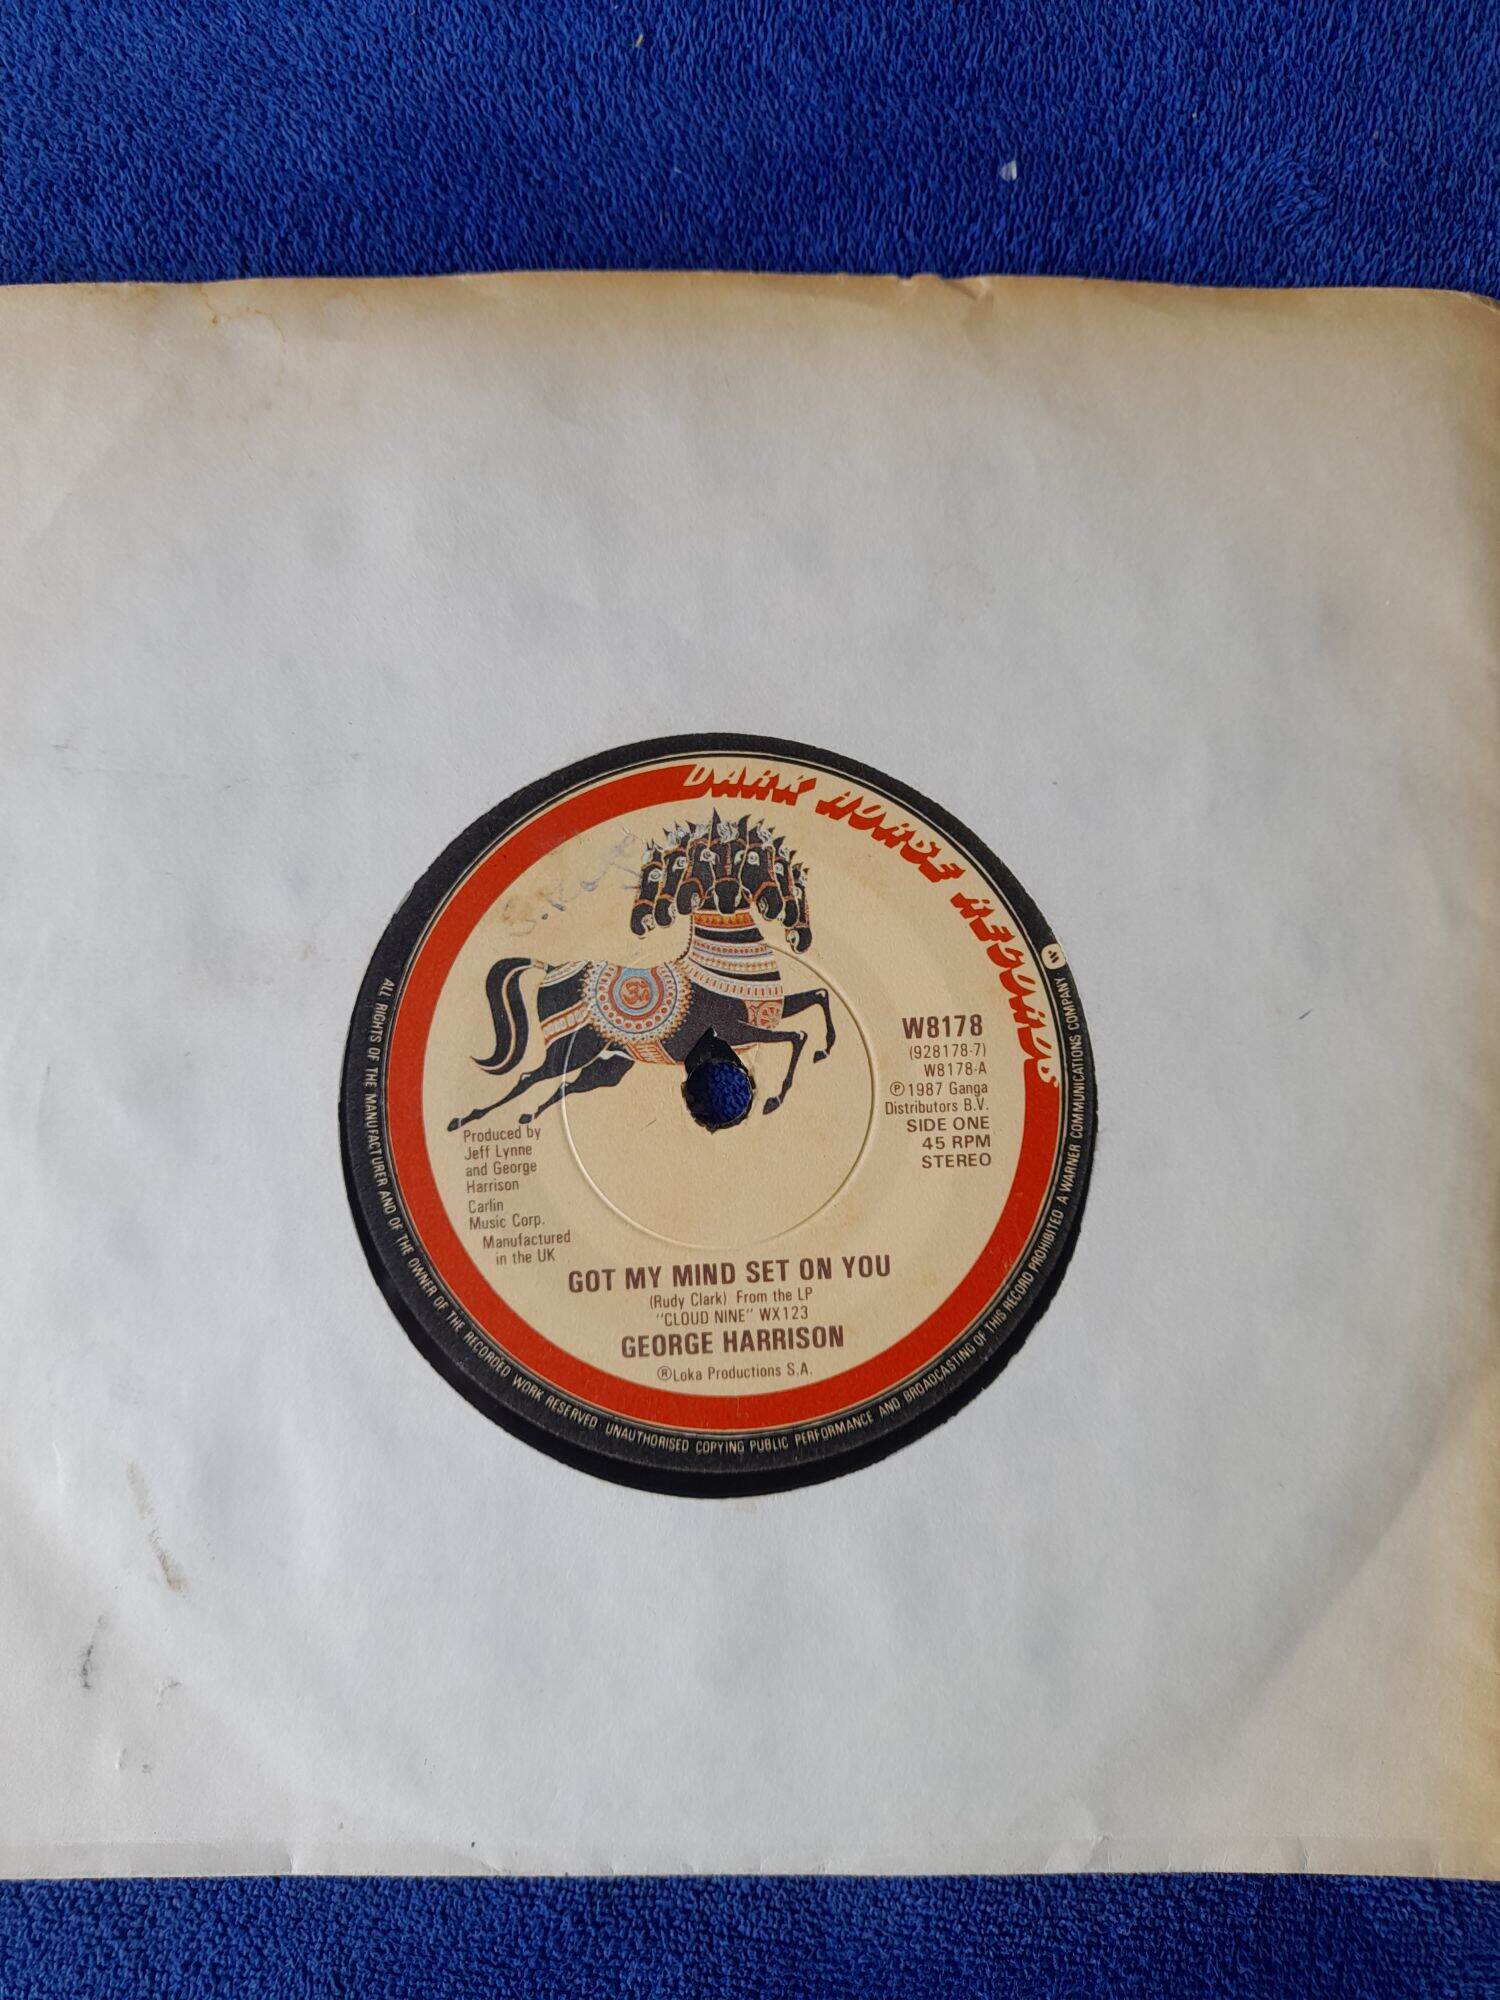 DARK HORSE RECORDS
W8178
(928178-7)
W8178-A
Ⓟ1987 Ganga
Distributors B.V.
SIDE ONE
45 RPM
STEREO
Produced by
Jeff Lynne
and George
Harrison
Carlin
Music Corp.
Manufactured
in the UK
GOT MY MIND SET ON YOU
(Rudy Clark) From the LP
"CLOUD NINE" WX123
GEORGE HARRISON
®Loka Productions S.A.
ALL RIGHTS OF THE MANUFACTURER AND OF THE OWNER OF THE RECORDED WORK RESERVED · UNAUTHORISED COPYING PUBLIC PERFORMANCE AND BROADCASTING OF THIS RECORD PROHIBITED · A WARNER COMMUNICATIONS COMPANY